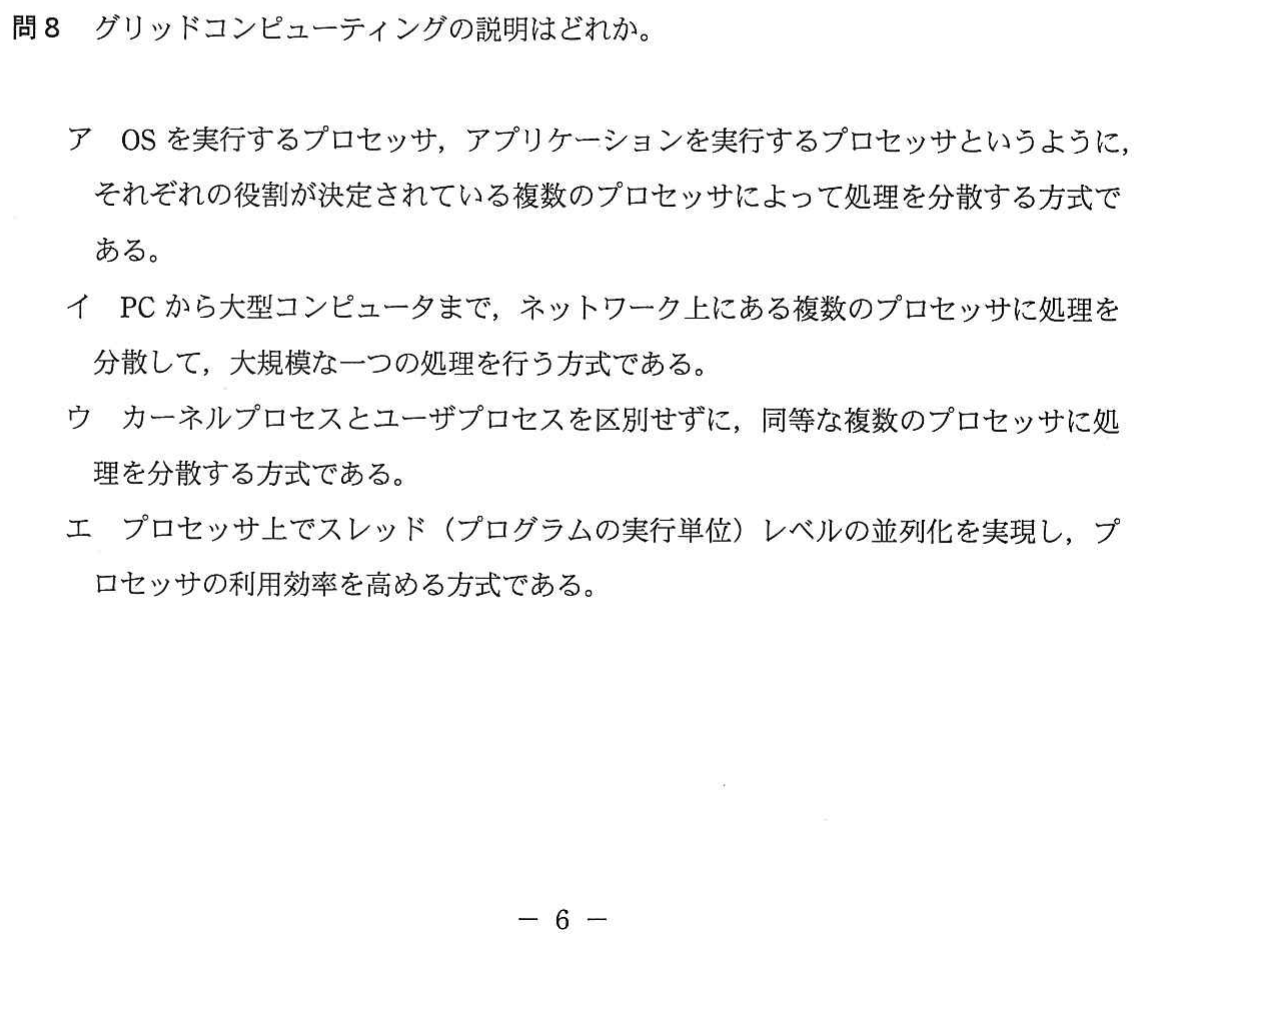 問8 グリッドコンピューティングの説明はどれか。
ア OS を実行するプロセッサ，アプリケーションを実行するプロセッサというように，
それぞれの役割が決定されている複数のプロセッサによって処理を分散する方式で
ある。
イ PC から大型コンピュータまで，ネットワーク上にある複数のプロセッサに処理を
分散して，大規模な一つの処理を行う方式である。
ウ カーネルプロセスとユーザプロセスを区別せずに，同等な複数のプロセッサに処
理を分散する方式である。
エ プロセッサ上でスレッド（プログラムの実行単位）レベルの並列化を実現し，プ
ロセッサの利用効率を高める方式である。
－ 6 －